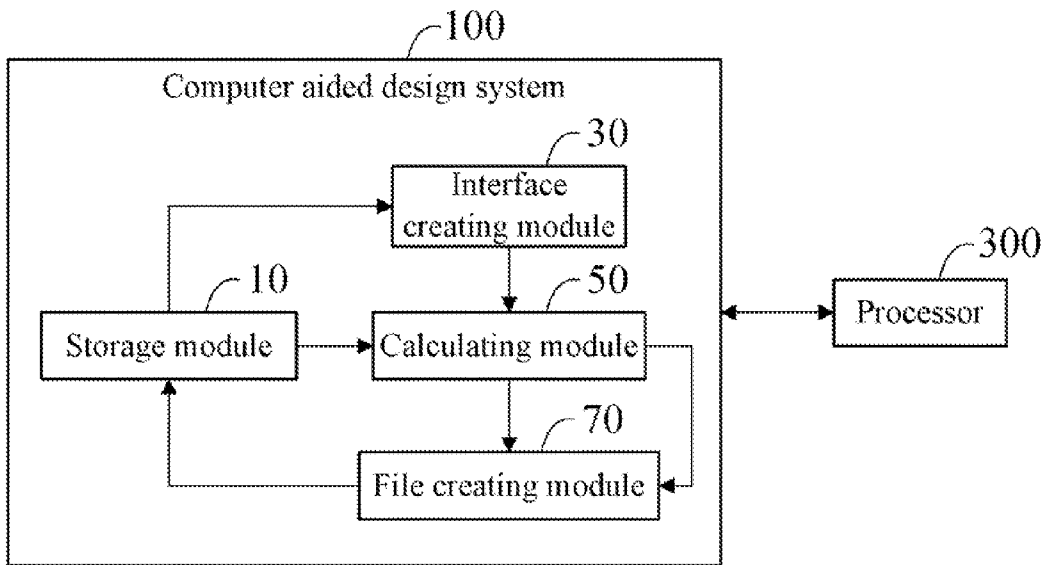 100
Computer aided design system
30
Interface
creating module
300
Processor
10
Storage module
50
Calculating module
70
File creating module